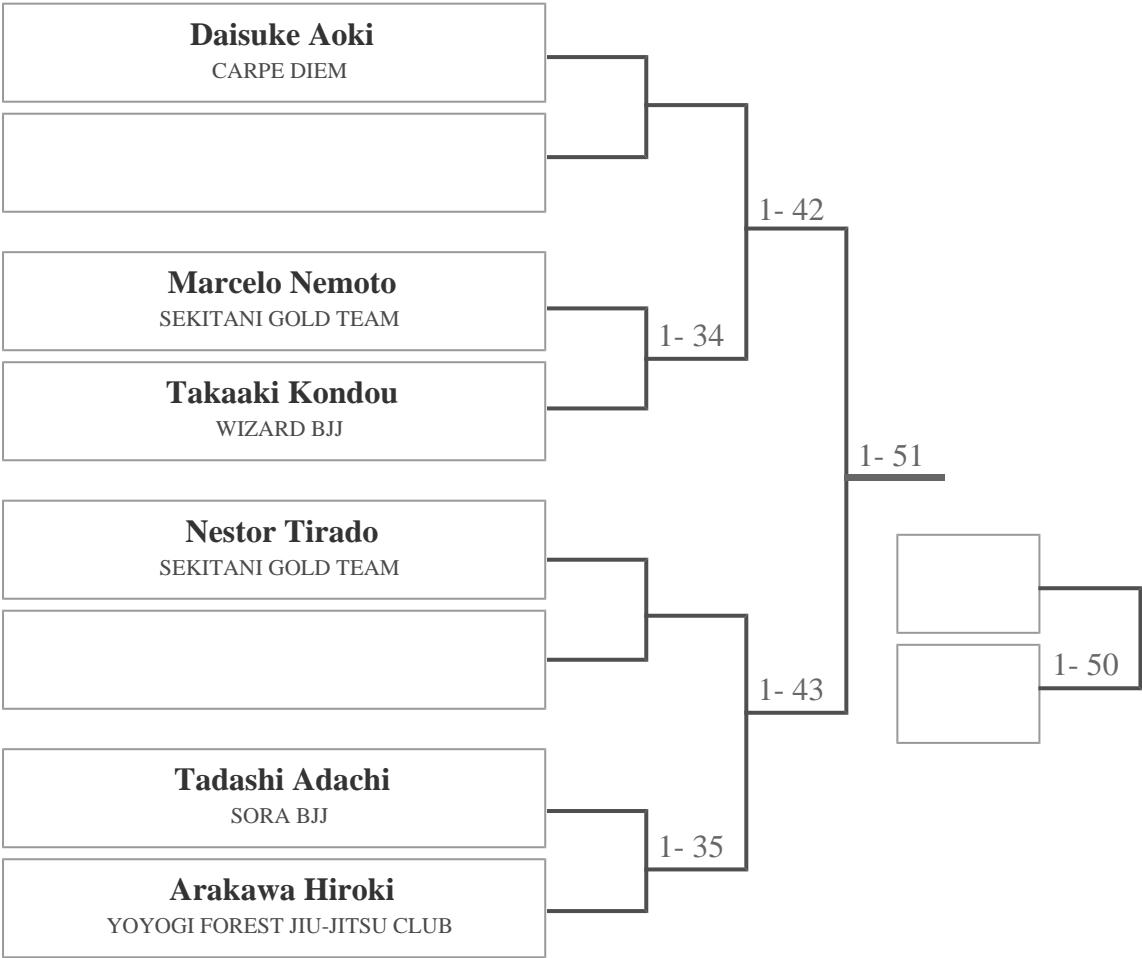 Daisuke Aoki
CARPE DIEM
1- 42
Marcelo Nemoto
SEKITANI GOLD TEAM
1- 34
Takaaki Kondou
WIZARD BJJ
1- 51
Nestor Tirado
SEKITANI GOLD TEAM
1- 50
1- 43
Tadashi Adachi
SORA BJJ
1- 35
Arakawa Hiroki
YOYOGI FOREST JIU-JITSU CLUB